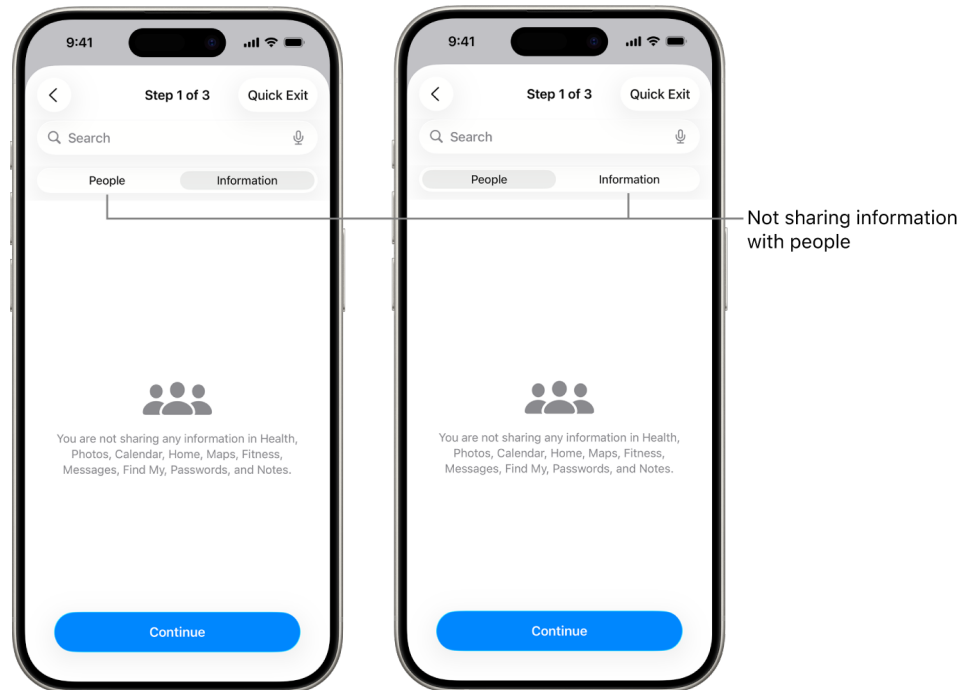 9:41
Step 1 of 3
Quick Exit
Search
People
Information
You are not sharing any information in Health,
Photos, Calendar, Home, Maps, Fitness,
Messages, Find My, Passwords, and Notes.
Continue
9:41
Step 1 of 3
Quick Exit
Search
People
Information
You are not sharing any information in Health,
Photos, Calendar, Home, Maps, Fitness,
Messages, Find My, Passwords, and Notes.
Continue
Not sharing information
with people